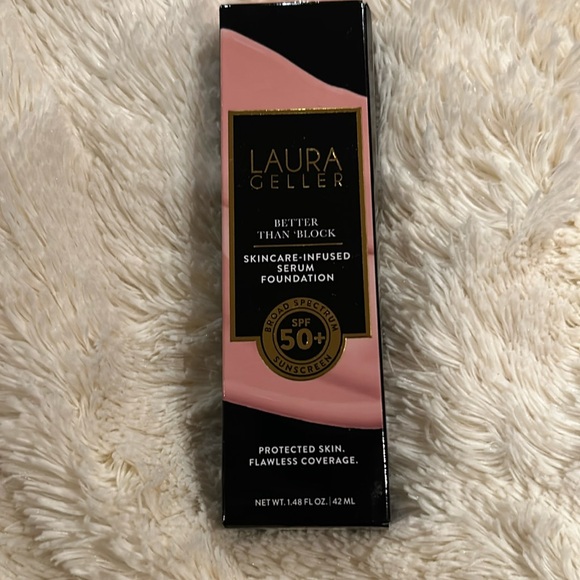 LAURA
GELLER
BETTER
THAN 'BLOCK
SKINCARE-INFUSED
SERUM
FOUNDATION
BROAD SPECTRUM
SPF
50+
SUNSCREEN
PROTECTED SKIN.
FLAWLESS COVERAGE.
NET WT. 1.48 FL OZ. | 42 ML